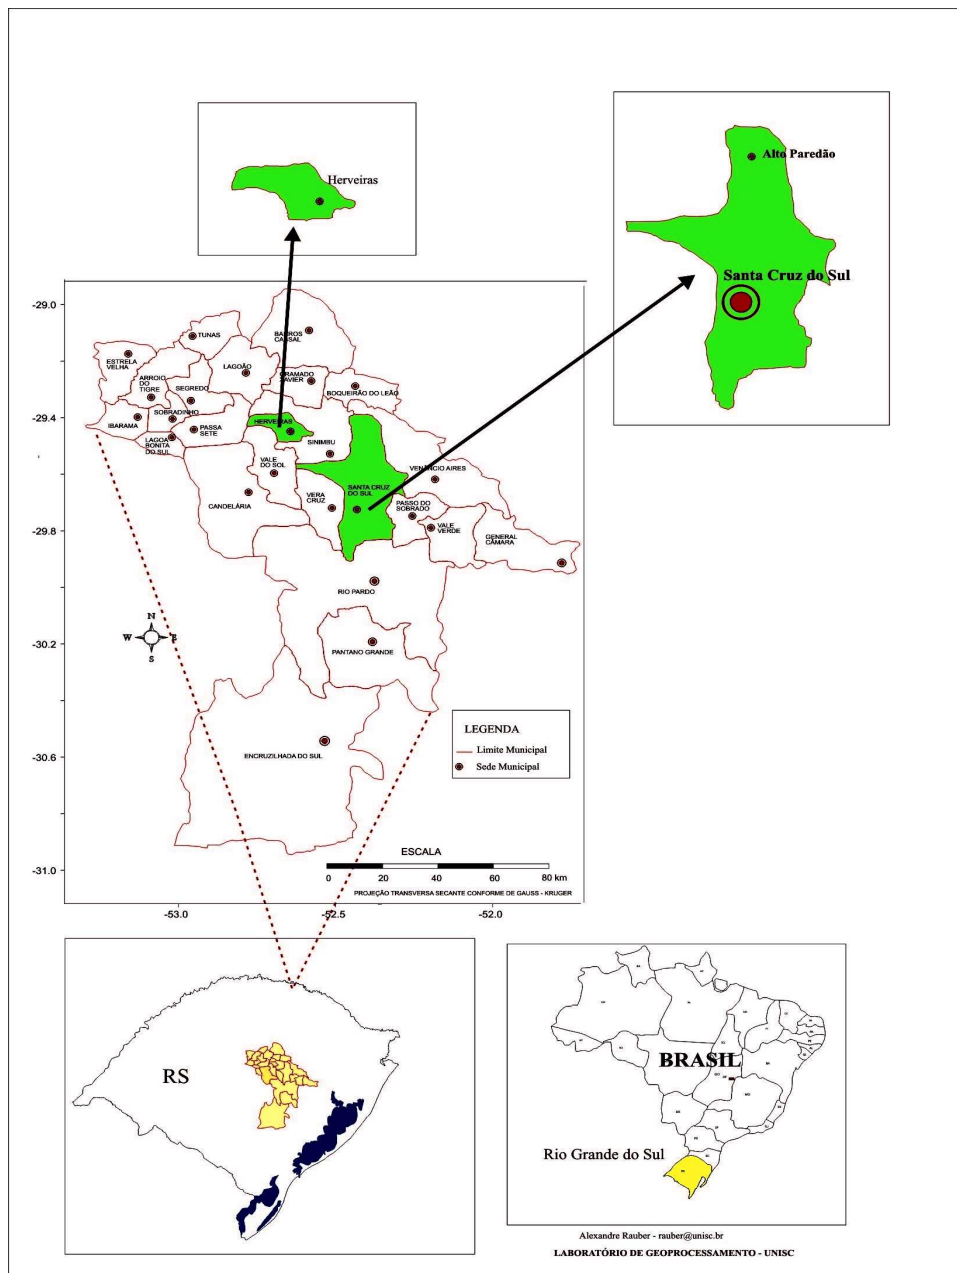 Herveiras
Alto Paredão
Santa Cruz do Sul
-29.0
-29.4
-29.8
-30.2
-30.6
-31.0
-53.0
-52.5
-52.0
TUNAS
BARROS
CASSAL
ESTRELA
VELHA
LAGOÃO
GRAMADO
XAVIER
ARROIO
DO
TIGRE
SEGREDO
BOQUEIRÃO DO LEÃO
SOBRADINHO
IBARAMA
PASSA
SETE
HERVEIRAS
LAGOA
BONITA
DO SUL
SINIMBU
VALE
DO SOL
VENÂNCIO AIRES
SANTA CRUZ
DO SUL
CANDELÁRIA
VERA
CRUZ
PASSO DO
SOBRADO
VALE
VERDE
GENERAL
CÂMARA
RIO PARDO
N
W E
S
PANTANO GRANDE
ENCRUZILHADA DO SUL
LEGENDA
Limite Municipal
Sede Municipal
ESCALA
0 20 40 60 80 km
PROJEÇÃO TRANSVERSA SECANTE CONFORME DE GAUSS - KRUGER
RS
BRASIL
Rio Grande do Sul
Alexandre Rauber - rauber@unisc.br
LABORATÓRIO DE GEOPROCESSAMENTO - UNISC